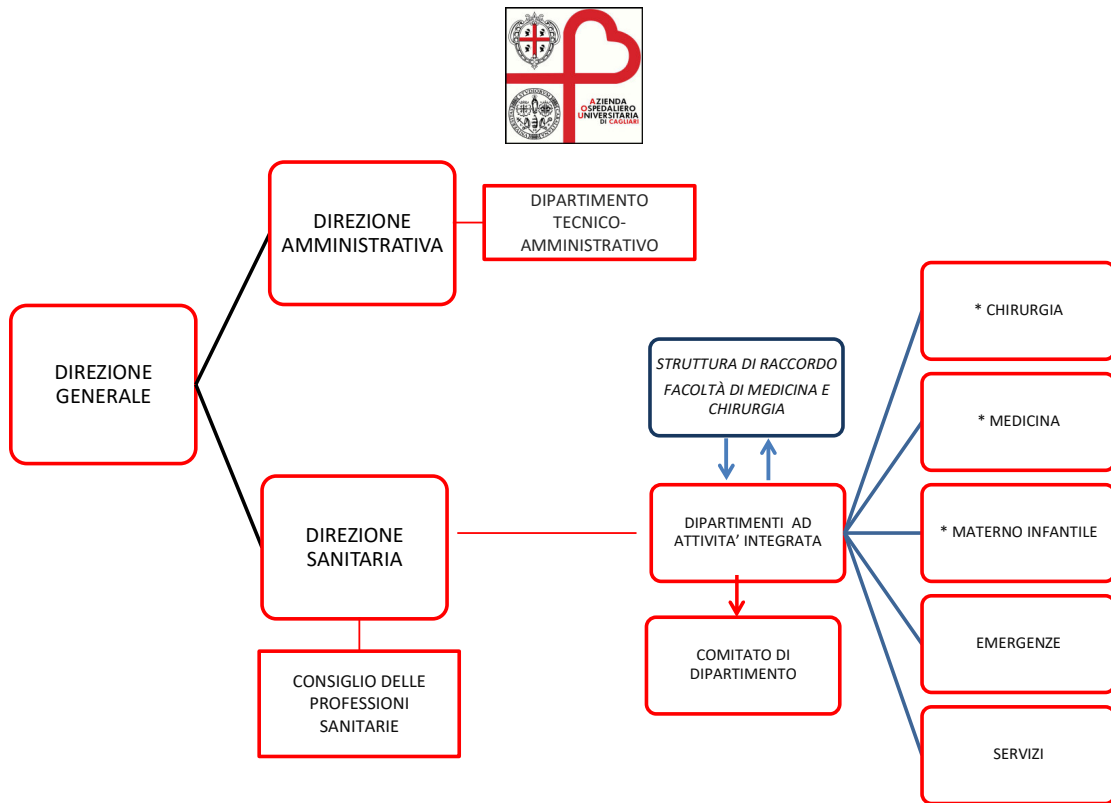 AZIENDA
OSPEDALIERO
UNIVERSITARIA
DI CAGLIARI
DIREZIONE
AMMINISTRATIVA
DIPARTIMENTO
TECNICO-
AMMINISTRATIVO
* CHIRURGIA
DIREZIONE
GENERALE
STRUTTURA DI RACCORDO
FACOLTÀ DI MEDICINA E
CHIRURGIA
* MEDICINA
DIREZIONE
SANITARIA
DIPARTIMENTI AD
ATTIVITA’ INTEGRATA
* MATERNO INFANTILE
CONSIGLIO DELLE
PROFESSIONI
SANITARIE
COMITATO DI
DIPARTIMENTO
EMERGENZE
SERVIZI